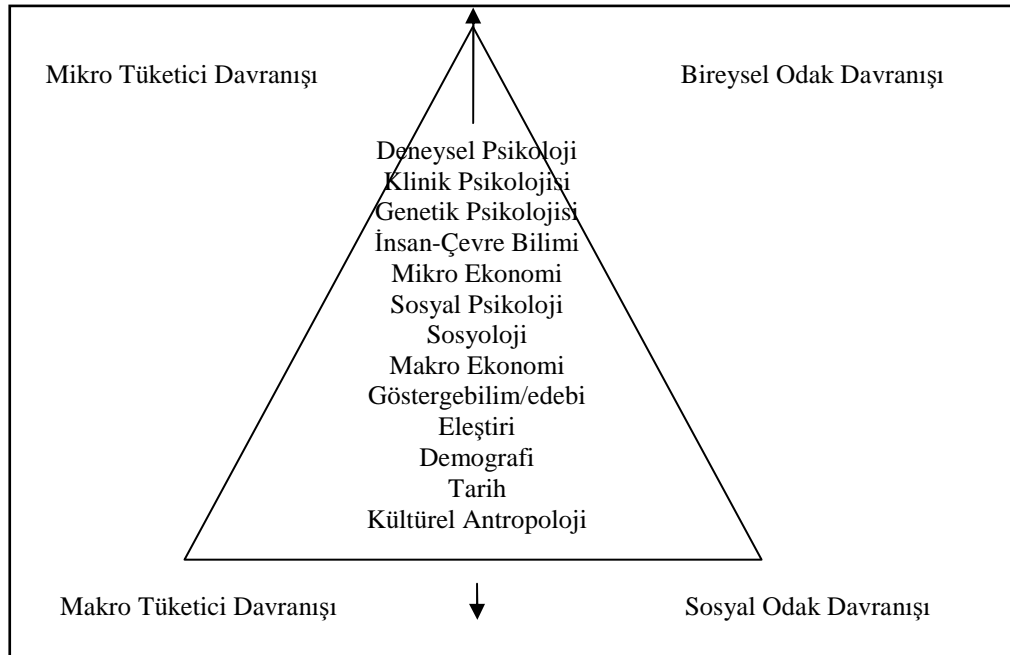 Mikro Tüketici Davranışı
Bireysel Odak Davranışı
Deneysel Psikoloji
Klinik Psikolojisi
Genetik Psikolojisi
İnsan-Çevre Bilimi
Mikro Ekonomi
Sosyal Psikoloji
Sosyoloji
Makro Ekonomi
Göstergebilim/edebi
Eleştiri
Demografi
Tarih
Kültürel Antropoloji
Makro Tüketici Davranışı
Sosyal Odak Davranışı